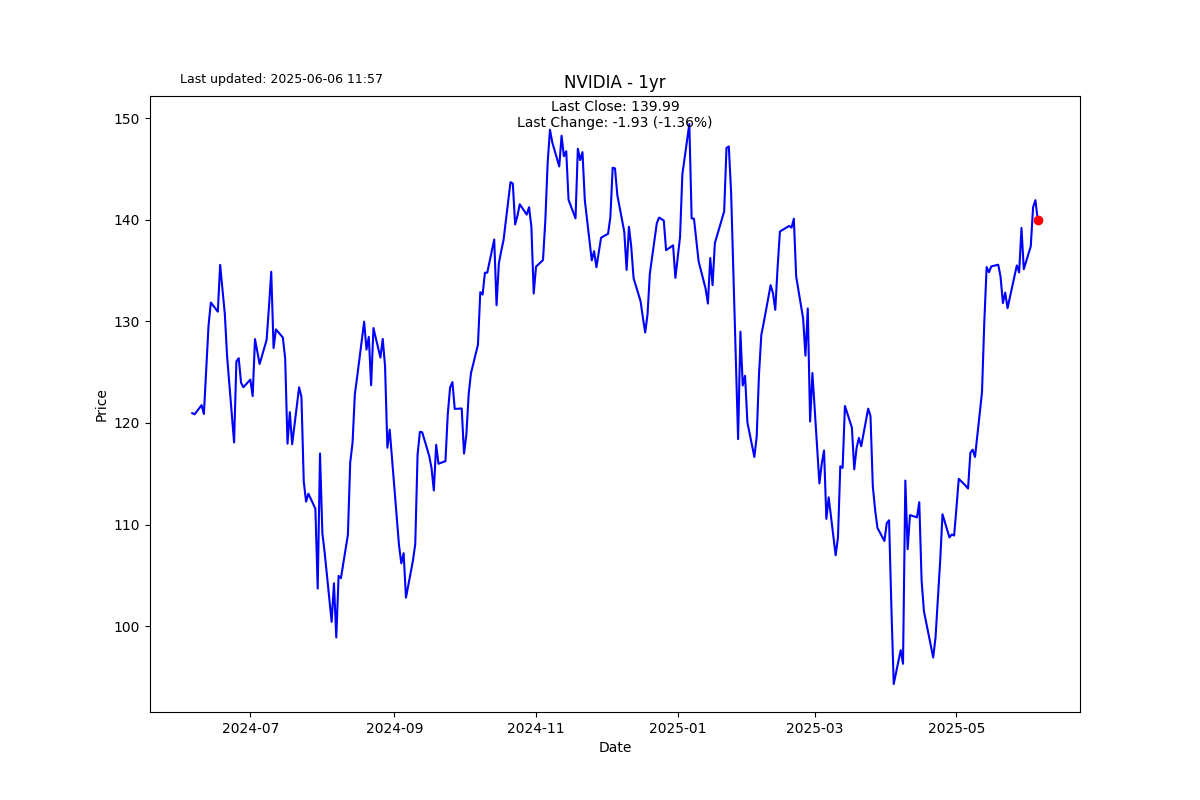 Last updated: 2025-06-06 11:57
NVIDIA - 1yr
Last Close: 139.99
Last Change: -1.93 (-1.36%)
150
140
130
120
110
100
Price
2024-07 2024-09 2024-11 2025-01 2025-03 2025-05
Date